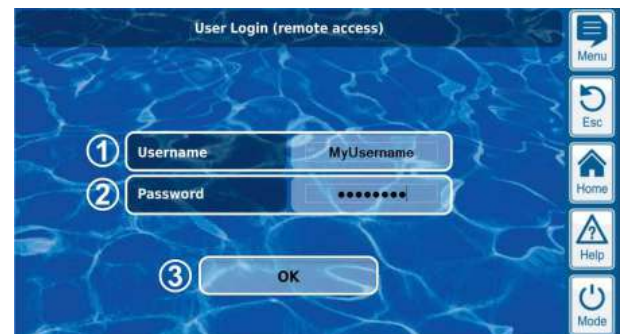 User Login (remote access)
Menu
Esc
1 Username MyUsername
2 Password ••••••••
Home
Help
3 OK
Mode